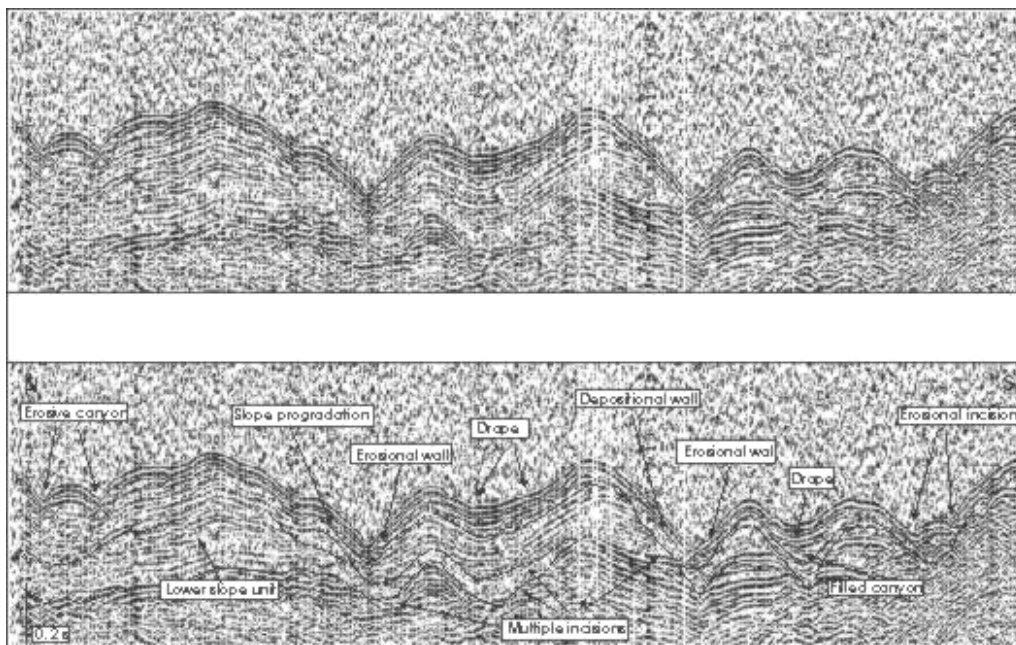 N
S
Depositional wall
Erosive canyon
Slope progradation
Erosional incision
Drape
Erosional wall
Erosional wall
Drape
Lower slope unit
Filled canyon
Multiple incisions
0.2s